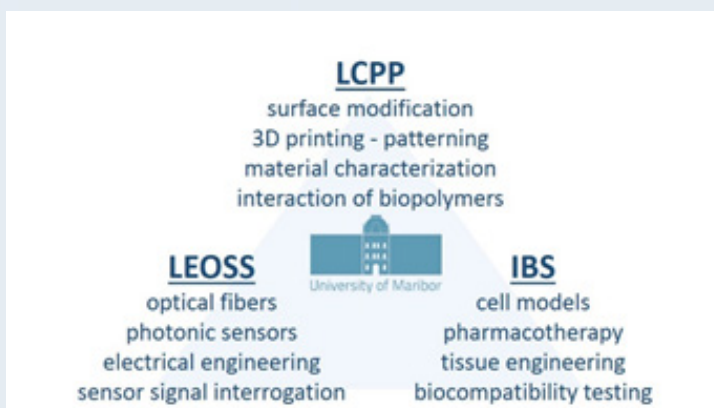 LCPP
surface modification
3D printing - patterning
material characterization
interaction of biopolymers
University of Maribor
LEOSS
optical fibers
photonic sensors
electrical engineering
sensor signal interrogation
IBS
cell models
pharmacotherapy
tissue engineering
biocompatibility testing